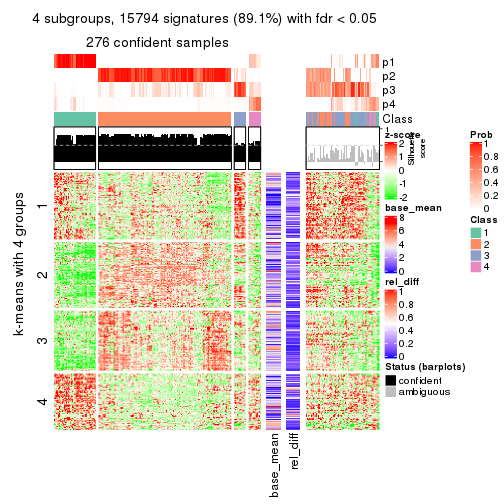 4 subgroups, 15794 signatures (89.1%) with fdr < 0.05
276 confident samples
p1
p2
p3
p4
Class
1
Silhouette
score
z-score
2
1
0
-1
-2
base_mean
8
6
4
2
0
rel_diff
1
0.8
0.6
0.4
0.2
0
Status (barplots)
confident
ambiguous
Prob
1
0.8
0.6
0.4
0.2
0
Class
1
2
3
4
k-means with 4 groups
1
2
3
4
base_mean
rel_diff